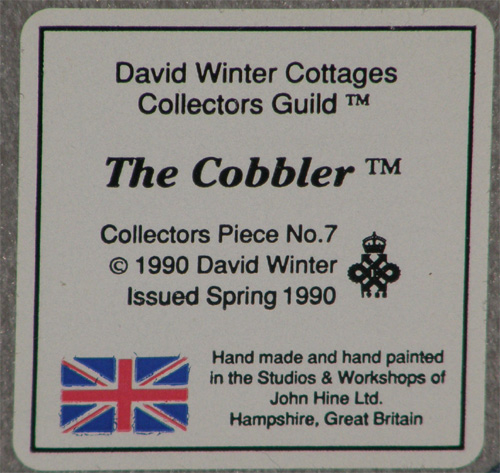 David Winter Cottages
Collectors Guild ™
The Cobbler ™
Collectors Piece No.7
© 1990 David Winter
Issued Spring 1990
Hand made and hand painted
in the Studios & Workshops of
John Hine Ltd.
Hampshire, Great Britain